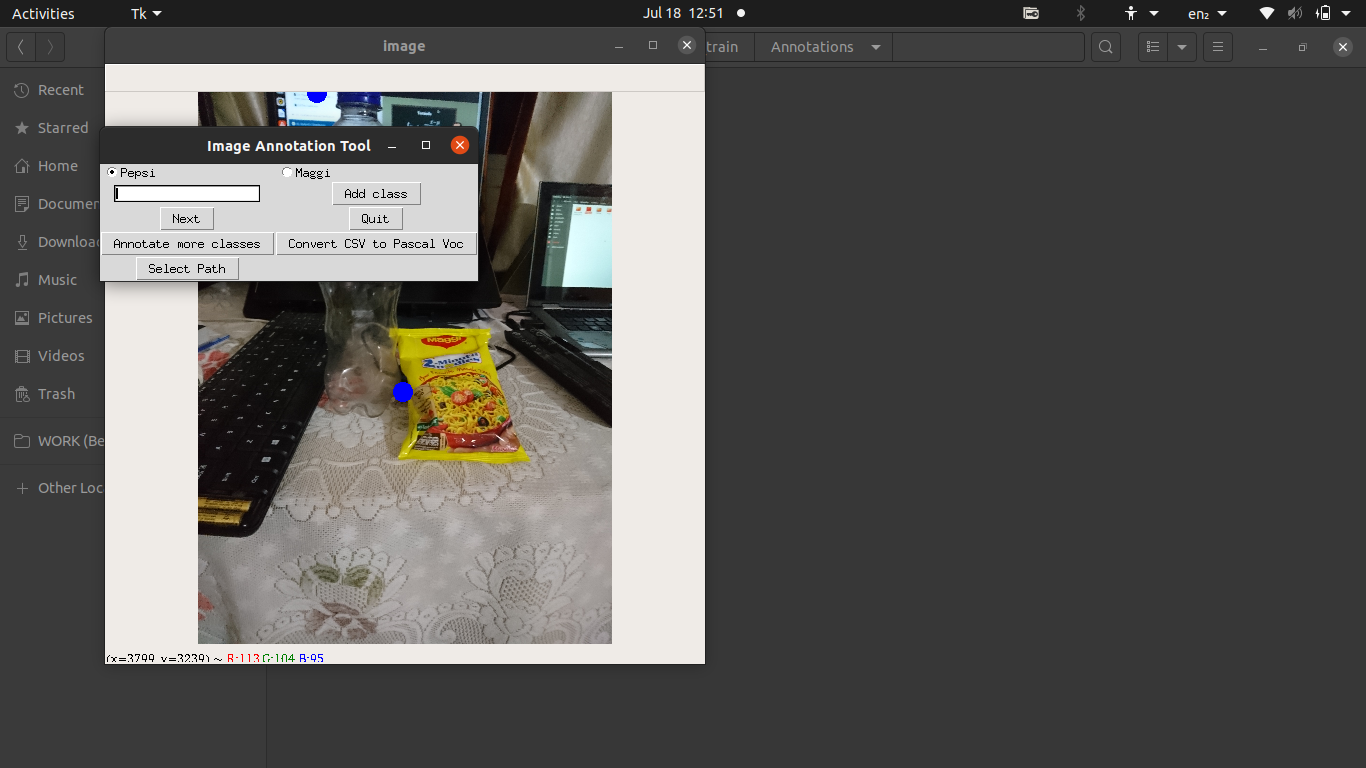 Activities
Tk
Jul 18 12:51
en₂
image
train
Annotations
Recent
Starred
Home
Documen
Downloa
Music
Pictures
Videos
Trash
WORK (Be
Other Loc
Image Annotation Tool
Pepsi
Maggi
Add class
Next
Quit
Annotate more classes
Convert CSV to Pascal Voc
Select Path
Maggi
2-Minute
(x=3799, y=3239) ~ R:113 G:104 B:95